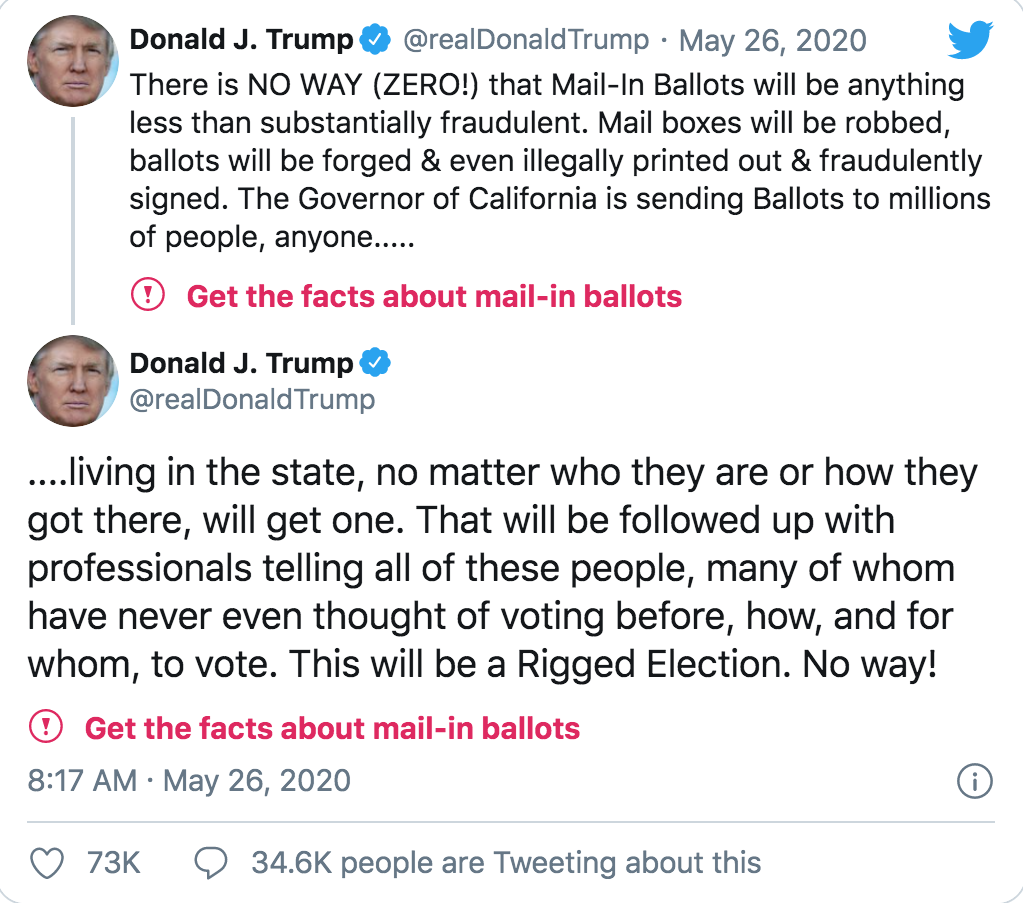 Donald J. Trump @realDonaldTrump · May 26, 2020
There is NO WAY (ZERO!) that Mail-In Ballots will be anything
less than substantially fraudulent. Mail boxes will be robbed,
ballots will be forged & even illegally printed out & fraudulently
signed. The Governor of California is sending Ballots to millions
of people, anyone.....
Get the facts about mail-in ballots
Donald J. Trump
@realDonaldTrump
....living in the state, no matter who they are or how they
got there, will get one. That will be followed up with
professionals telling all of these people, many of whom
have never even thought of voting before, how, and for
whom, to vote. This will be a Rigged Election. No way!
Get the facts about mail-in ballots
8:17 AM · May 26, 2020
73K 34.6K people are Tweeting about this